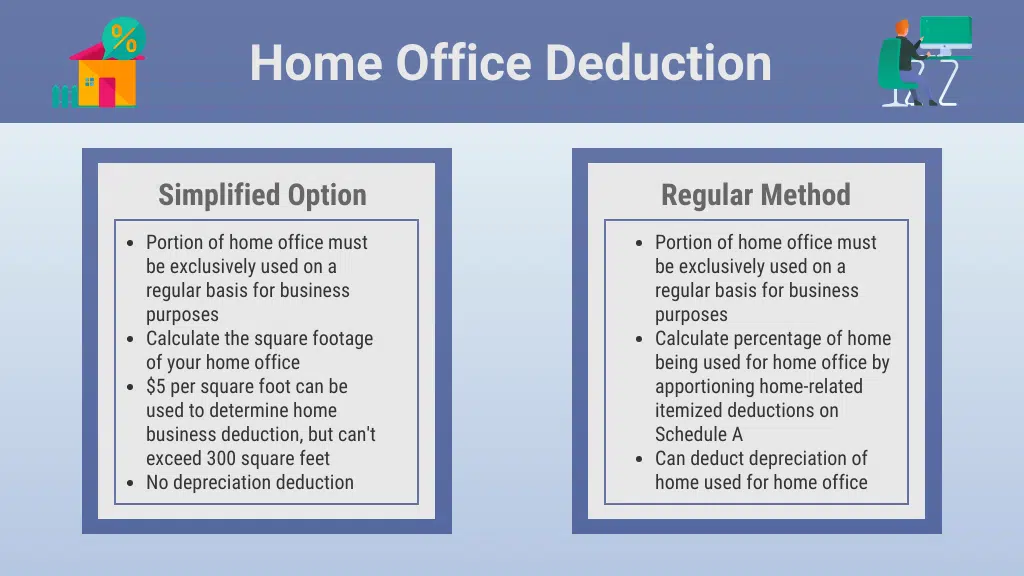 %
Home Office Deduction
Simplified Option
• Portion of home office must
be exclusively used on a
regular basis for business
purposes
• Calculate the square footage
of your home office
• $5 per square foot can be
used to determine home
business deduction, but can't
exceed 300 square feet
• No depreciation deduction
Regular Method
• Portion of home office must
be exclusively used on a
regular basis for business
purposes
• Calculate percentage of home
being used for home office by
apportioning home-related
itemized deductions on
Schedule A
• Can deduct depreciation of
home used for home office